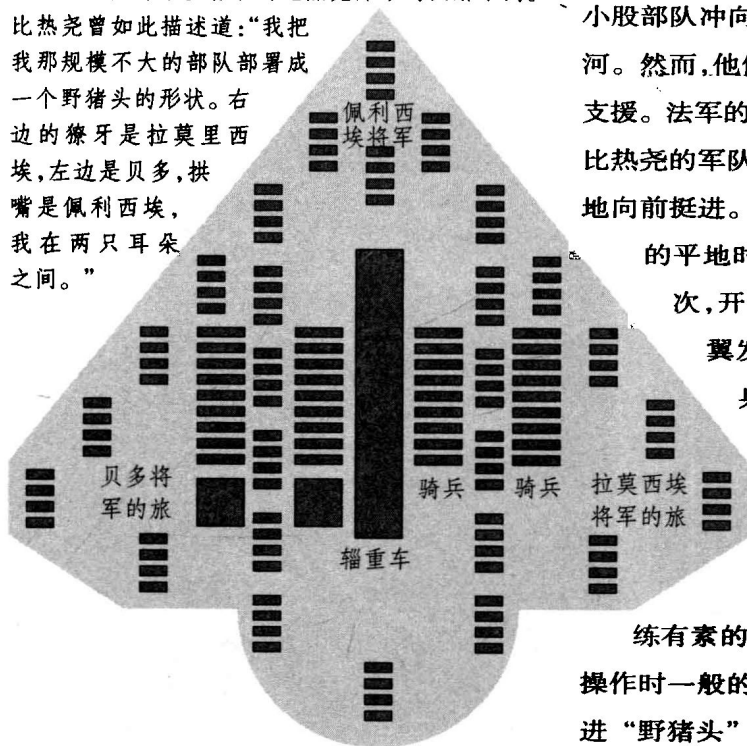 比热尧曾如此描述道：“我把
我那规模不大的部队部署成
一个野猪头的形状。右
边的獠牙是拉莫里西
埃，左边是贝多，拱
嘴是佩利西埃，
我在两只耳朵
之间。”
佩利西
埃将军
贝多将
军的旅
骑兵
骑兵
拉莫西埃
将军的旅
辎重车
小股部队冲向
河。然而，他
支援。法军的
比热尧的军队
地向前挺进。
的平地时
次，开
翼发
练有素的
操作时一般的
进“野猪头”